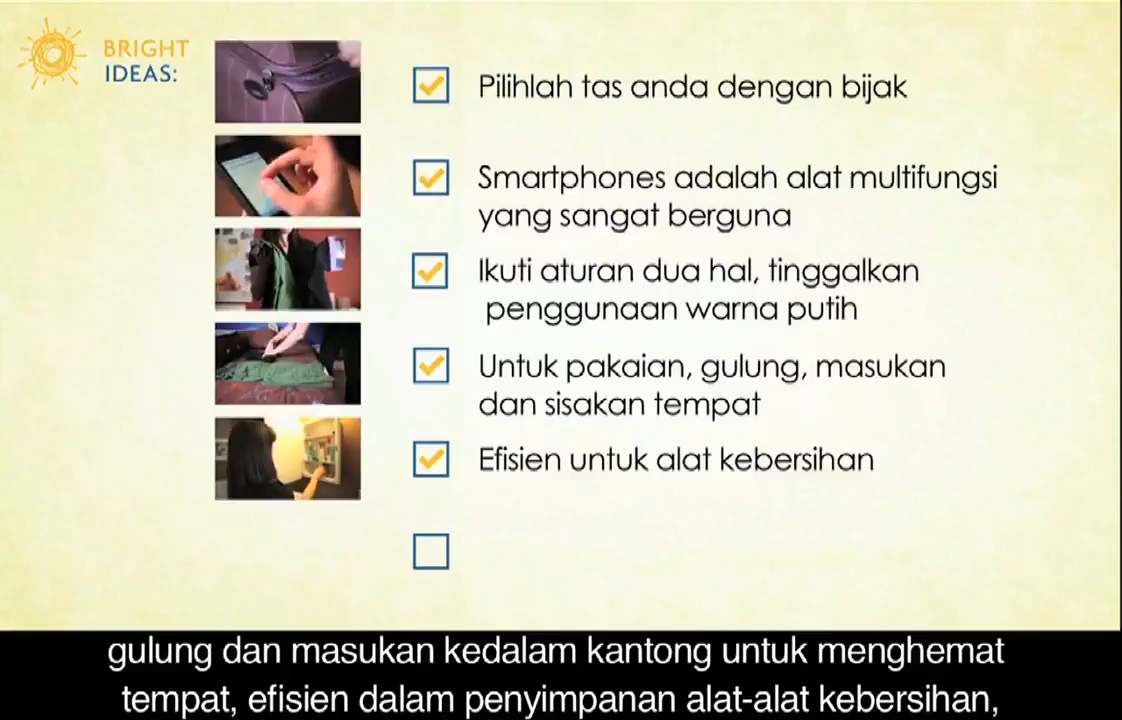 BRIGHT
IDEAS:
Pilihlah tas anda dengan bijak
Smartphones adalah alat multifungsi
yang sangat berguna
Ikuti aturan dua hal, tinggalkan
penggunaan warna putih
Untuk pakaian, gulung, masukan
dan sisakan tempat
Efisien untuk alat kebersihan
gulung dan masukan kedalam kantong untuk menghemat
tempat, efisien dalam penyimpanan alat-alat kebersihan,